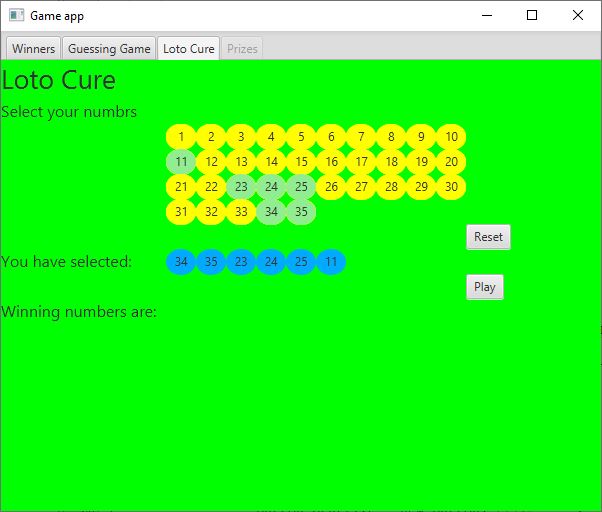 Game app
Winners Guessing Game Loto Cure Prizes
Loto Cure
Select your numbrs
1 2 3 4 5 6 7 8 9 10
11 12 13 14 15 16 17 18 19 20
21 22 23 24 25 26 27 28 29 30
31 32 33 34 35
Reset
You have selected: 34 35 23 24 25 11
Play
Winning numbers are: